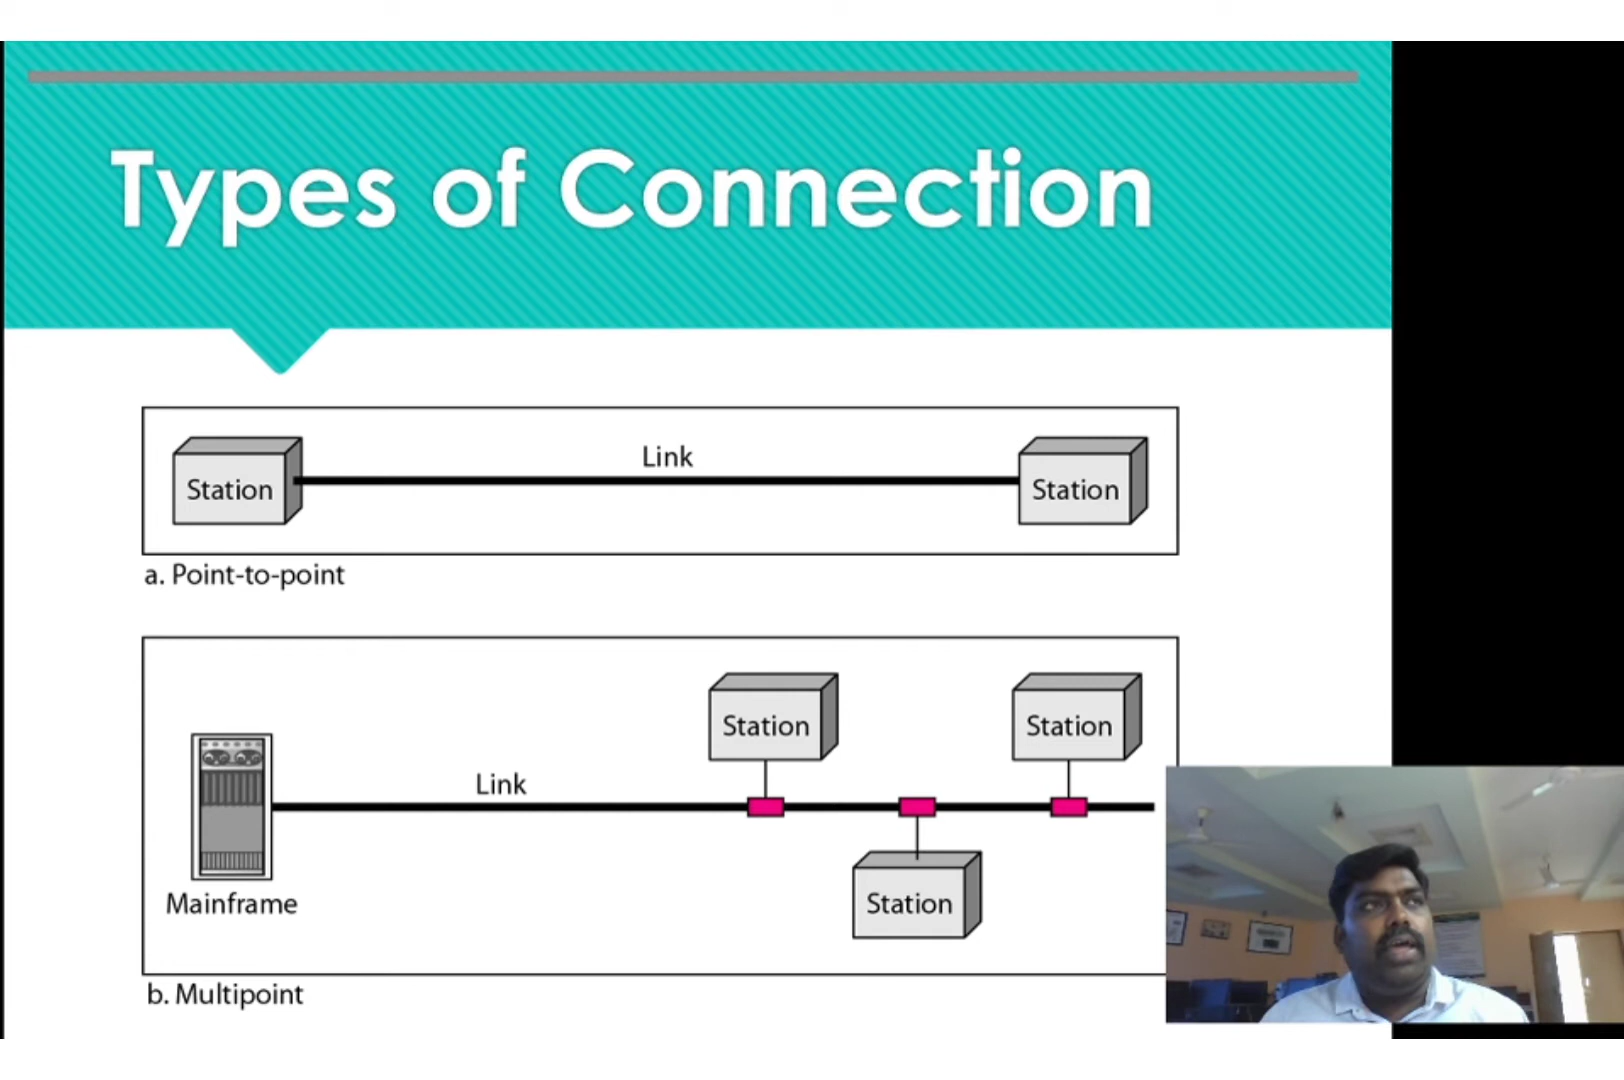 Types of Connection
Link
Station
Station
a. Point-to-point
Station
Station
Link
Station
Mainframe
b. Multipoint